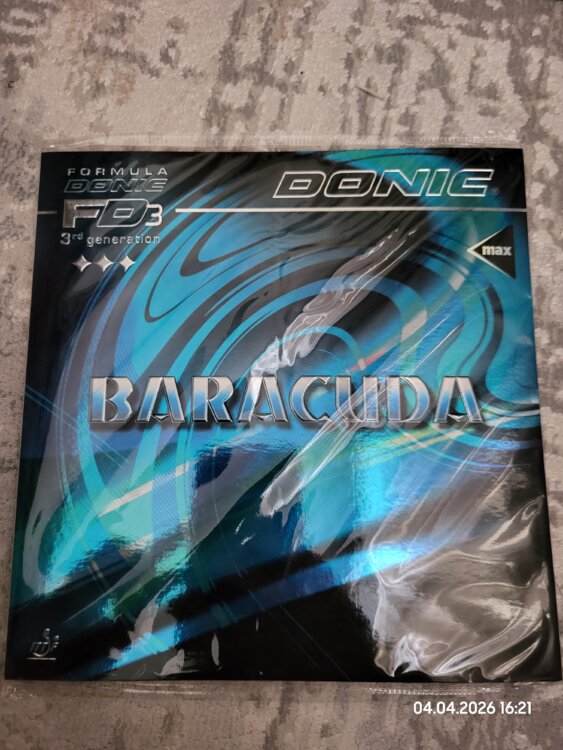 FORMULA
DONIC
FD3
3rd generation
DONIC®
max
BARACUDA
04.04.2026 16:21